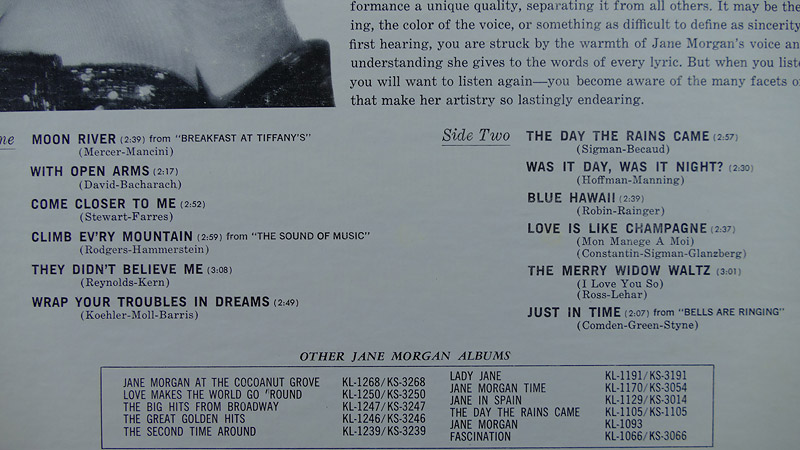 formance a unique quality, separating it from all others. It may be the
ing, the color of the voice, or something as difficult to define as sincerity
first hearing, you are struck by the warmth of Jane Morgan's voice an
understanding she gives to the words of every lyric. But when you liste
you will want to listen again—you become aware of the many facets o
that make her artistry so lastingly endearing.
ne
MOON RIVER (2:39) from "BREAKFAST AT TIFFANY'S"
(Mercer-Mancini)
WITH OPEN ARMS (2:17)
(David-Bacharach)
COME CLOSER TO ME (2:52)
(Stewart-Farres)
CLIMB EV'RY MOUNTAIN (2:59) from "THE SOUND OF MUSIC"
(Rodgers-Hammerstein)
THEY DIDN'T BELIEVE ME (3:08)
(Reynolds-Kern)
WRAP YOUR TROUBLES IN DREAMS (2:49)
(Koehler-Moll-Barris)
Side Two
THE DAY THE RAINS CAME (2:57)
(Sigman-Becaud)
WAS IT DAY, WAS IT NIGHT? (2:30)
(Hoffman-Manning)
BLUE HAWAII (2:39)
(Robin-Rainger)
LOVE IS LIKE CHAMPAGNE (2:37)
(Mon Manege A Moi)
(Constantin-Sigman-Glanzberg)
THE MERRY WIDOW WALTZ (3:01)
(I Love You So)
(Ross-Lehar)
JUST IN TIME (2:07) from "BELLS ARE RINGING"
(Comden-Green-Styne)
OTHER JANE MORGAN ALBUMS
JANE MORGAN AT THE COCOANUT GROVE KL-1268/KS-3268
LOVE MAKES THE WORLD GO 'ROUND KL-1250/KS-3250
THE BIG HITS FROM BROADWAY KL-1247/KS-3247
THE GREAT GOLDEN HITS KL-1246/KS-3246
THE SECOND TIME AROUND KL-1239/KS-3239
LADY JANE KL-1191/KS-3191
JANE MORGAN TIME KL-1170/KS-3054
JANE IN SPAIN KL-1129/KS-3014
THE DAY THE RAINS CAME KL-1105/KS-1105
JANE MORGAN KL-1093
FASCINATION KL-1066/KS-3066